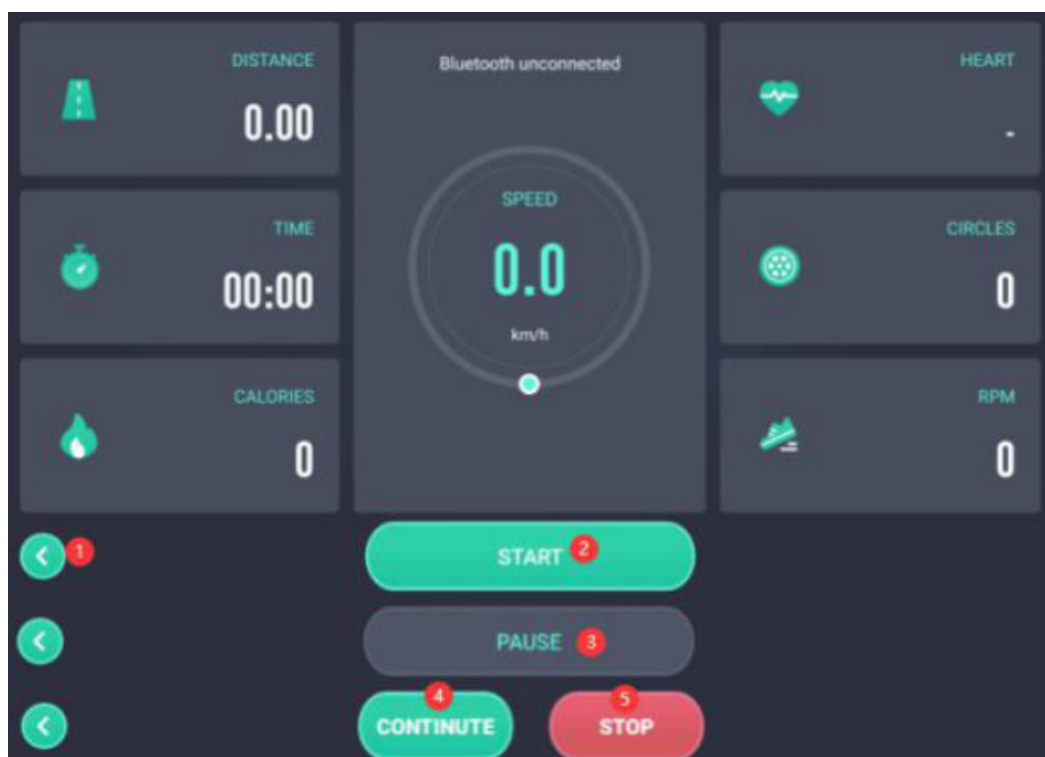 DISTANCE
0.00
TIME
00:00
CALORIES
0
Bluetooth unconnected
SPEED
0.0
km/h
HEART
-
CIRCLES
0
RPM
0
1
START 2
PAUSE 3
4
CONTINUTE
5
STOP